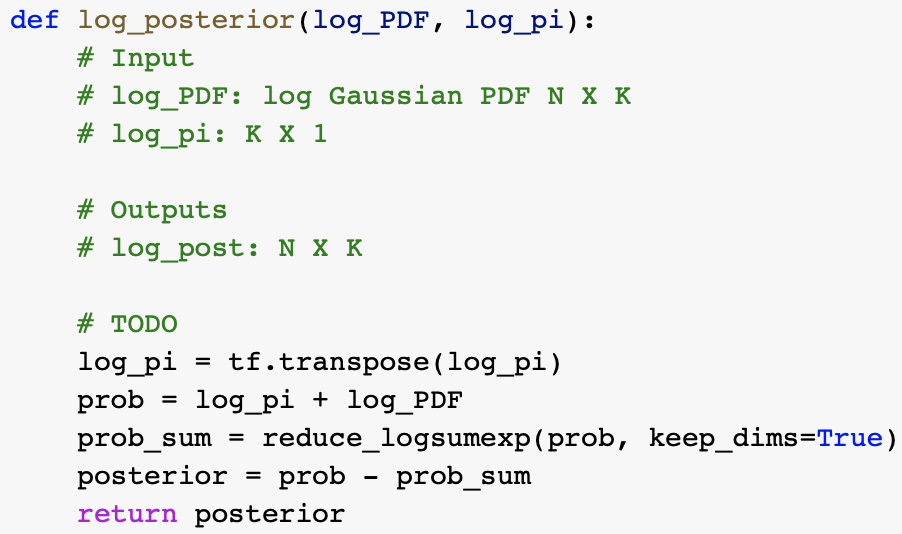 def log_posterior(log_PDF, log_pi):
    # Input
    # log_PDF: log Gaussian PDF N X K
    # log_pi: K X 1

    # Outputs
    # log_post: N X K

    # TODO
    log_pi = tf.transpose(log_pi)
    prob = log_pi + log_PDF
    prob_sum = reduce_logsumexp(prob, keep_dims=True)
    posterior = prob - prob_sum
    return posterior